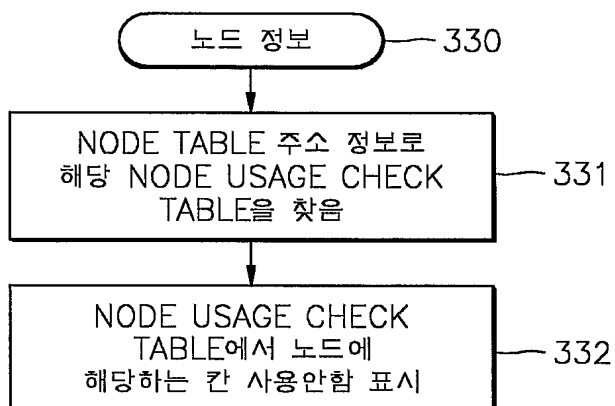 노드 정보
330
NODE TABLE 주소 정보로
해당 NODE USAGE CHECK
TABLE을 찾음
331
NODE USAGE CHECK
TABLE에서 노드에
해당하는 칸 사용안함 표시
332